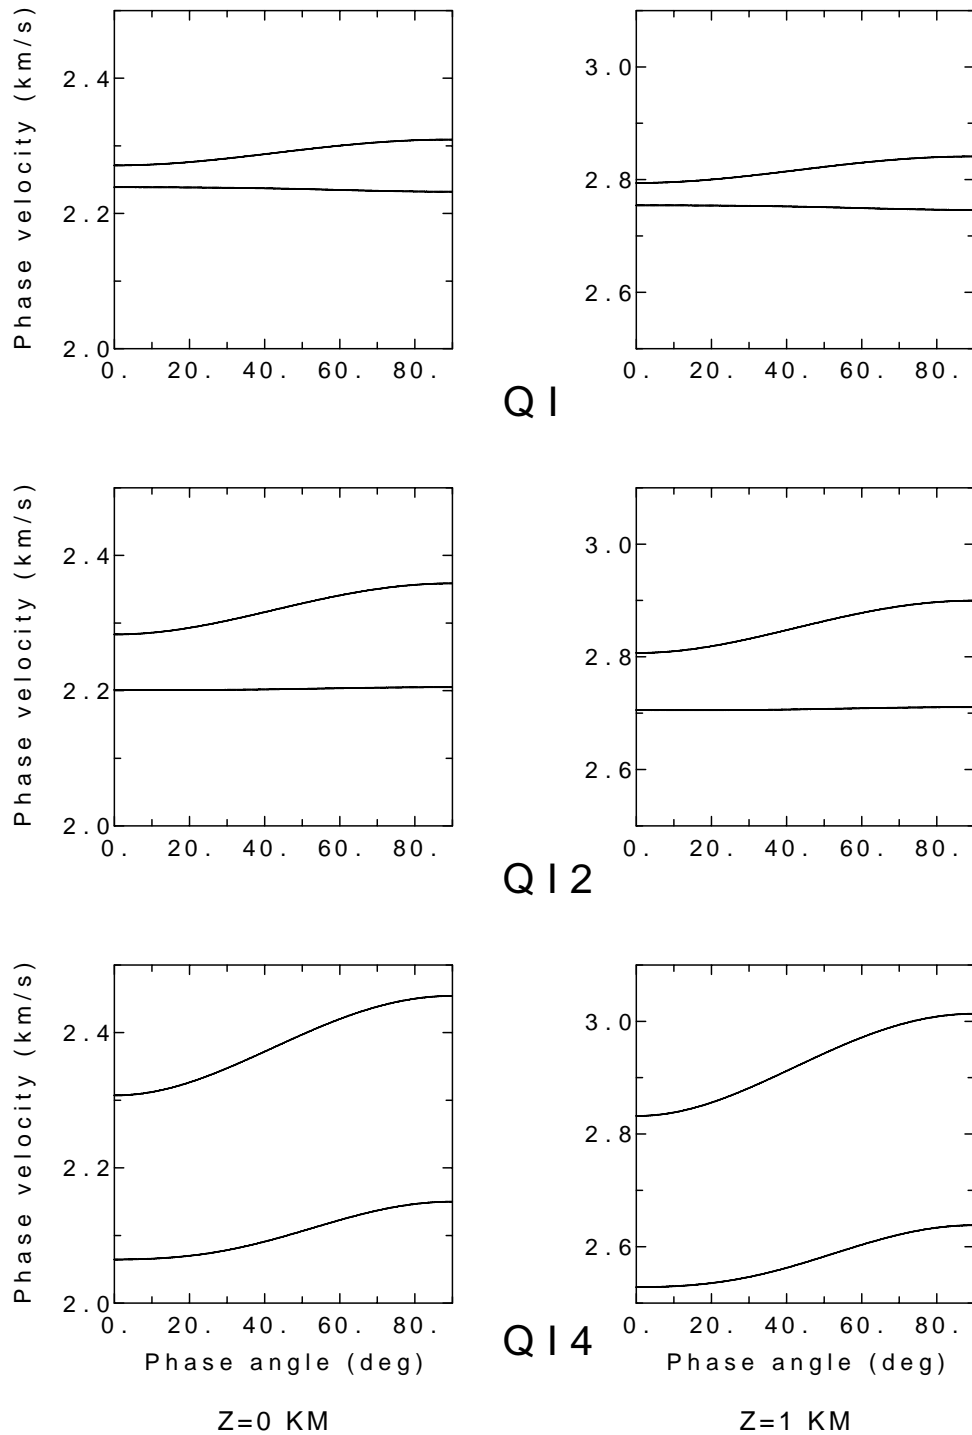 Phase velocity (km/s)
2.4
2.2
2.0
0. 20. 40. 60. 80.
3.0
2.8
2.6
0. 20. 40. 60. 80.
QI
Phase velocity (km/s)
2.4
2.2
2.0
0. 20. 40. 60. 80.
3.0
2.8
2.6
0. 20. 40. 60. 80.
QI2
Phase velocity (km/s)
2.4
2.2
2.0
0. 20. 40. 60. 80.
Phase angle (deg)
3.0
2.8
2.6
0. 20. 40. 60. 80.
Phase angle (deg)
QI4
Z=0 KM
Z=1 KM